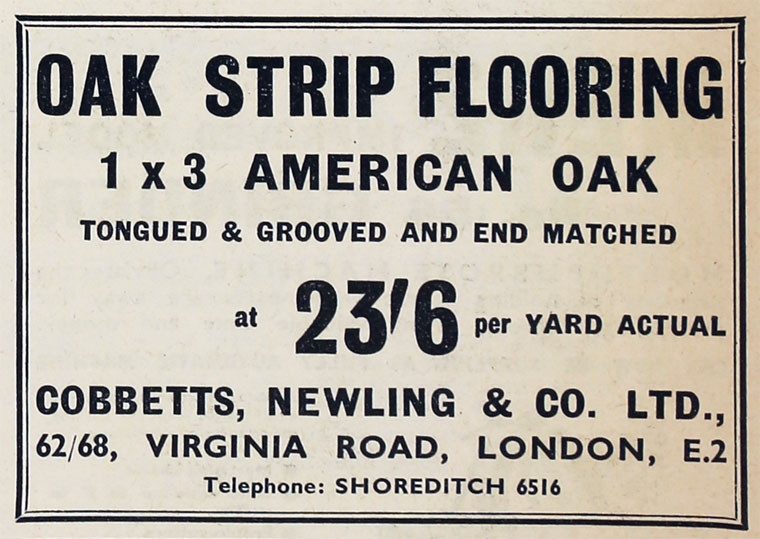 OAK STRIP FLOORING
1 x 3 AMERICAN OAK
TONGUED & GROOVED AND END MATCHED
at 23'/6 per YARD ACTUAL
COBBETTS, NEWLING & CO. LTD.,
62/68, VIRGINIA ROAD, LONDON, E.2
Telephone: SHOREDITCH 6516